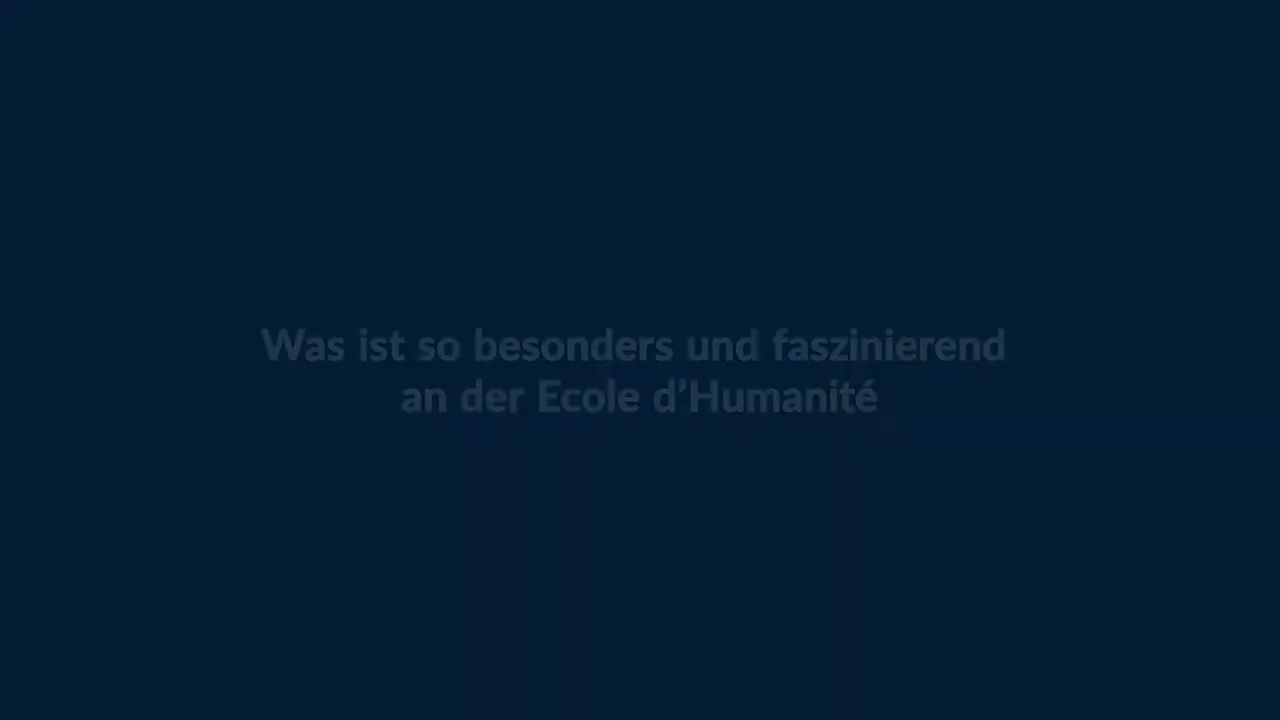 Was ist so besonders und faszinierend
an der Ecole d’Humanité